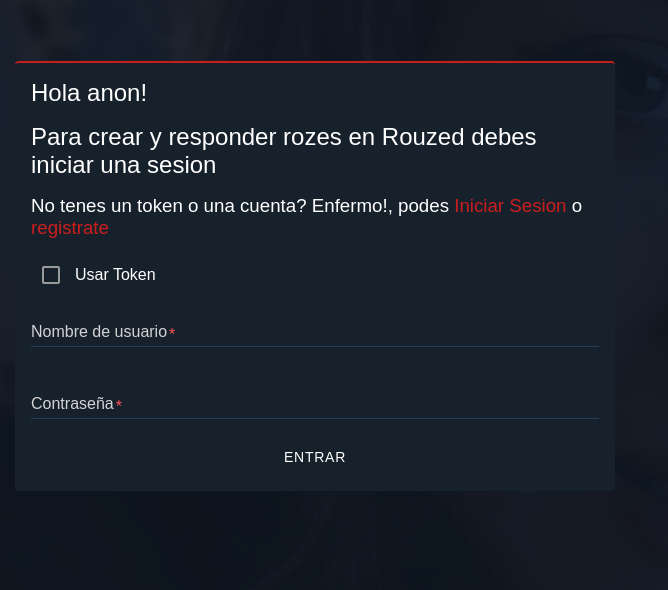 Hola anon!
Para crear y responder rozes en Rouzed debes
iniciar una sesion
No tenes un token o una cuenta? Enfermo!, podes Iniciar Sesion o
registrate
Usar Token
Nombre de usuario*
Contraseña*
ENTRAR